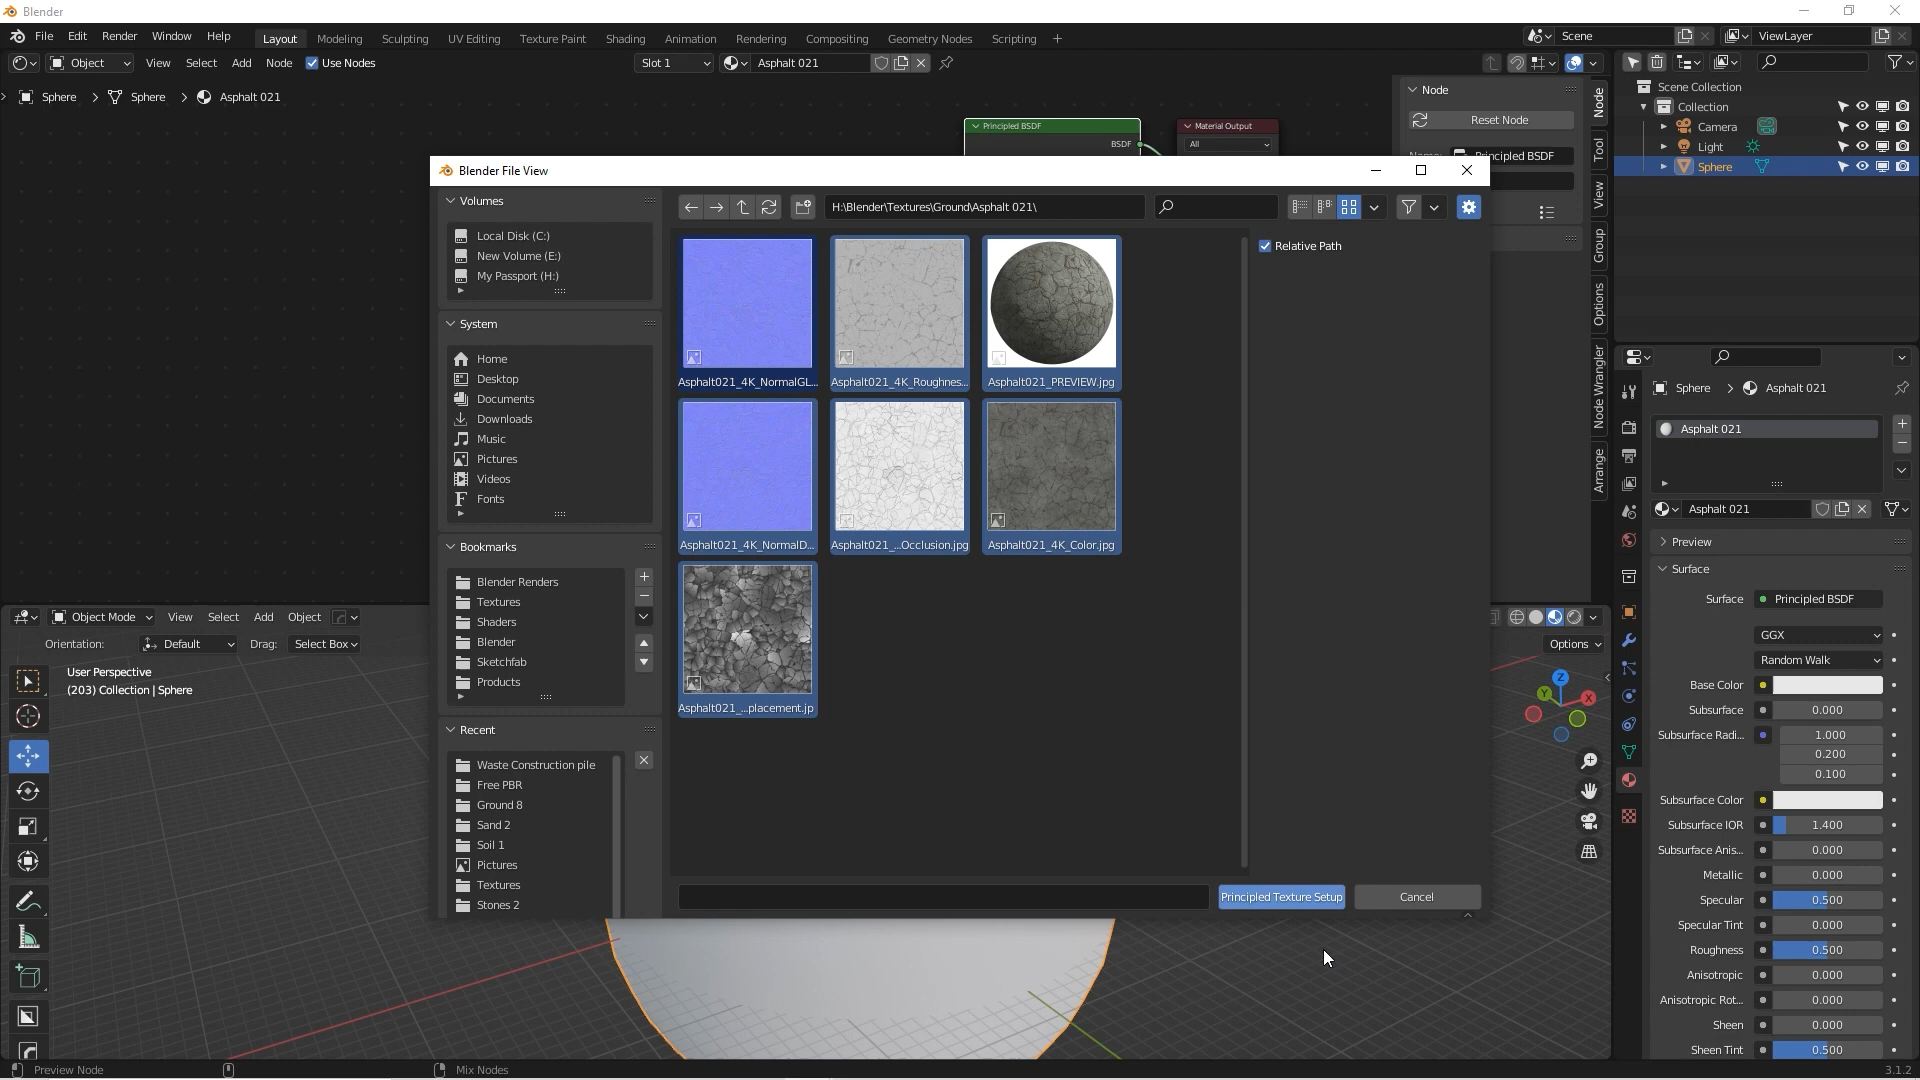 Blender
File Edit Render Window Help
Layout Modeling Sculpting UV Editing Texture Paint Shading Animation Rendering Compositing Geometry Nodes Scripting +
Scene ViewLayer
Object View Select Add Node Use Nodes Slot 1 Asphalt 021
Sphere > Sphere > Asphalt 021
Principled BSDF
BSDF
Material Output
All
Node
Reset Node
Principled BSDF
Node
Tool
View
Group
Options
Node Wrangler
Arrange
Scene Collection
Collection
Camera
Light
Sphere
Blender File View
Volumes
Local Disk (C:)
New Volume (E:)
My Passport (H:)
System
Home
Desktop
Documents
Downloads
Music
Pictures
Videos
Fonts
Bookmarks
Blender Renders
Textures
Shaders
Blender
Sketchfab
Products
Recent
Waste Construction pile
Free PBR
Ground 8
Sand 2
Soil 1
Pictures
Textures
Stones 2
H:\Blender\Textures\Ground\Asphalt 021\
Relative Path
Asphalt021_4K_NormalGL... Asphalt021_4K_Roughnes... Asphalt021_PREVIEW.jpg
Asphalt021_4K_NormalD... Asphalt021_...Occlusion.jpg Asphalt021_4K_Color.jpg
Asphalt021_...placement.jp
Principled Texture Setup Cancel
Object Mode View Select Add Object
Orientation: Default Drag: Select Box
Options
User Perspective
(203) Collection | Sphere
Z
Y
X
Sphere > Asphalt 021
Asphalt 021
Asphalt 021
Preview
Surface
Surface Principled BSDF
GGX
Random Walk
Base Color
Subsurface 0.000
Subsurface Radi... 1.000
0.200
0.100
Subsurface Color
Subsurface IOR 1.400
Subsurface Anis... 0.000
Metallic 0.000
Specular 0.500
Specular Tint 0.000
Roughness 0.500
Anisotropic 0.000
Anisotropic Rot... 0.000
Sheen 0.000
Sheen Tint 0.500
Preview Node Mix Nodes 3.1.2